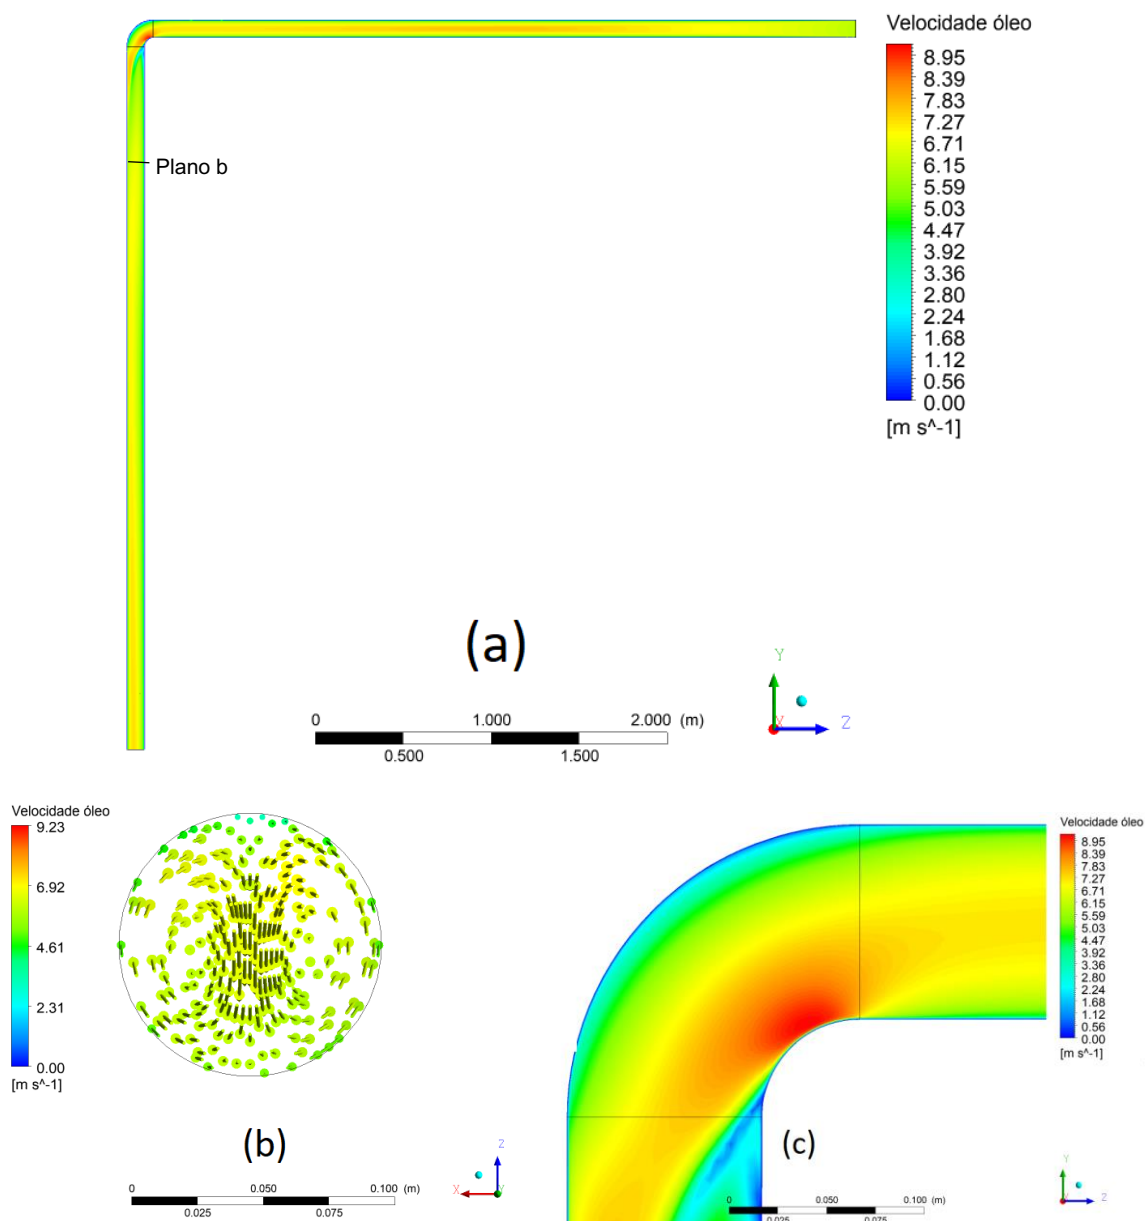 Velocidade óleo
8.95
8.39
7.83
7.27
6.71
6.15
5.59
5.03
4.47
3.92
3.36
2.80
2.24
1.68
1.12
0.56
0.00
[m s^-1]
Plano b
(a)
0 1.000 2.000 (m)
0.500 1.500
Y
X Z
Velocidade óleo
9.23
6.92
4.61
2.31
0.00
[m s^-1]
(b)
0 0.050 0.100 (m)
0.025 0.075
Z
X Y
Velocidade óleo
8.95
8.39
7.83
7.27
6.71
6.15
5.59
5.03
4.47
3.92
3.36
2.80
2.24
1.68
1.12
0.56
0.00
[m s^-1]
(c)
0 0.050 0.100 (m)
0.025 0.075
Y
X Z